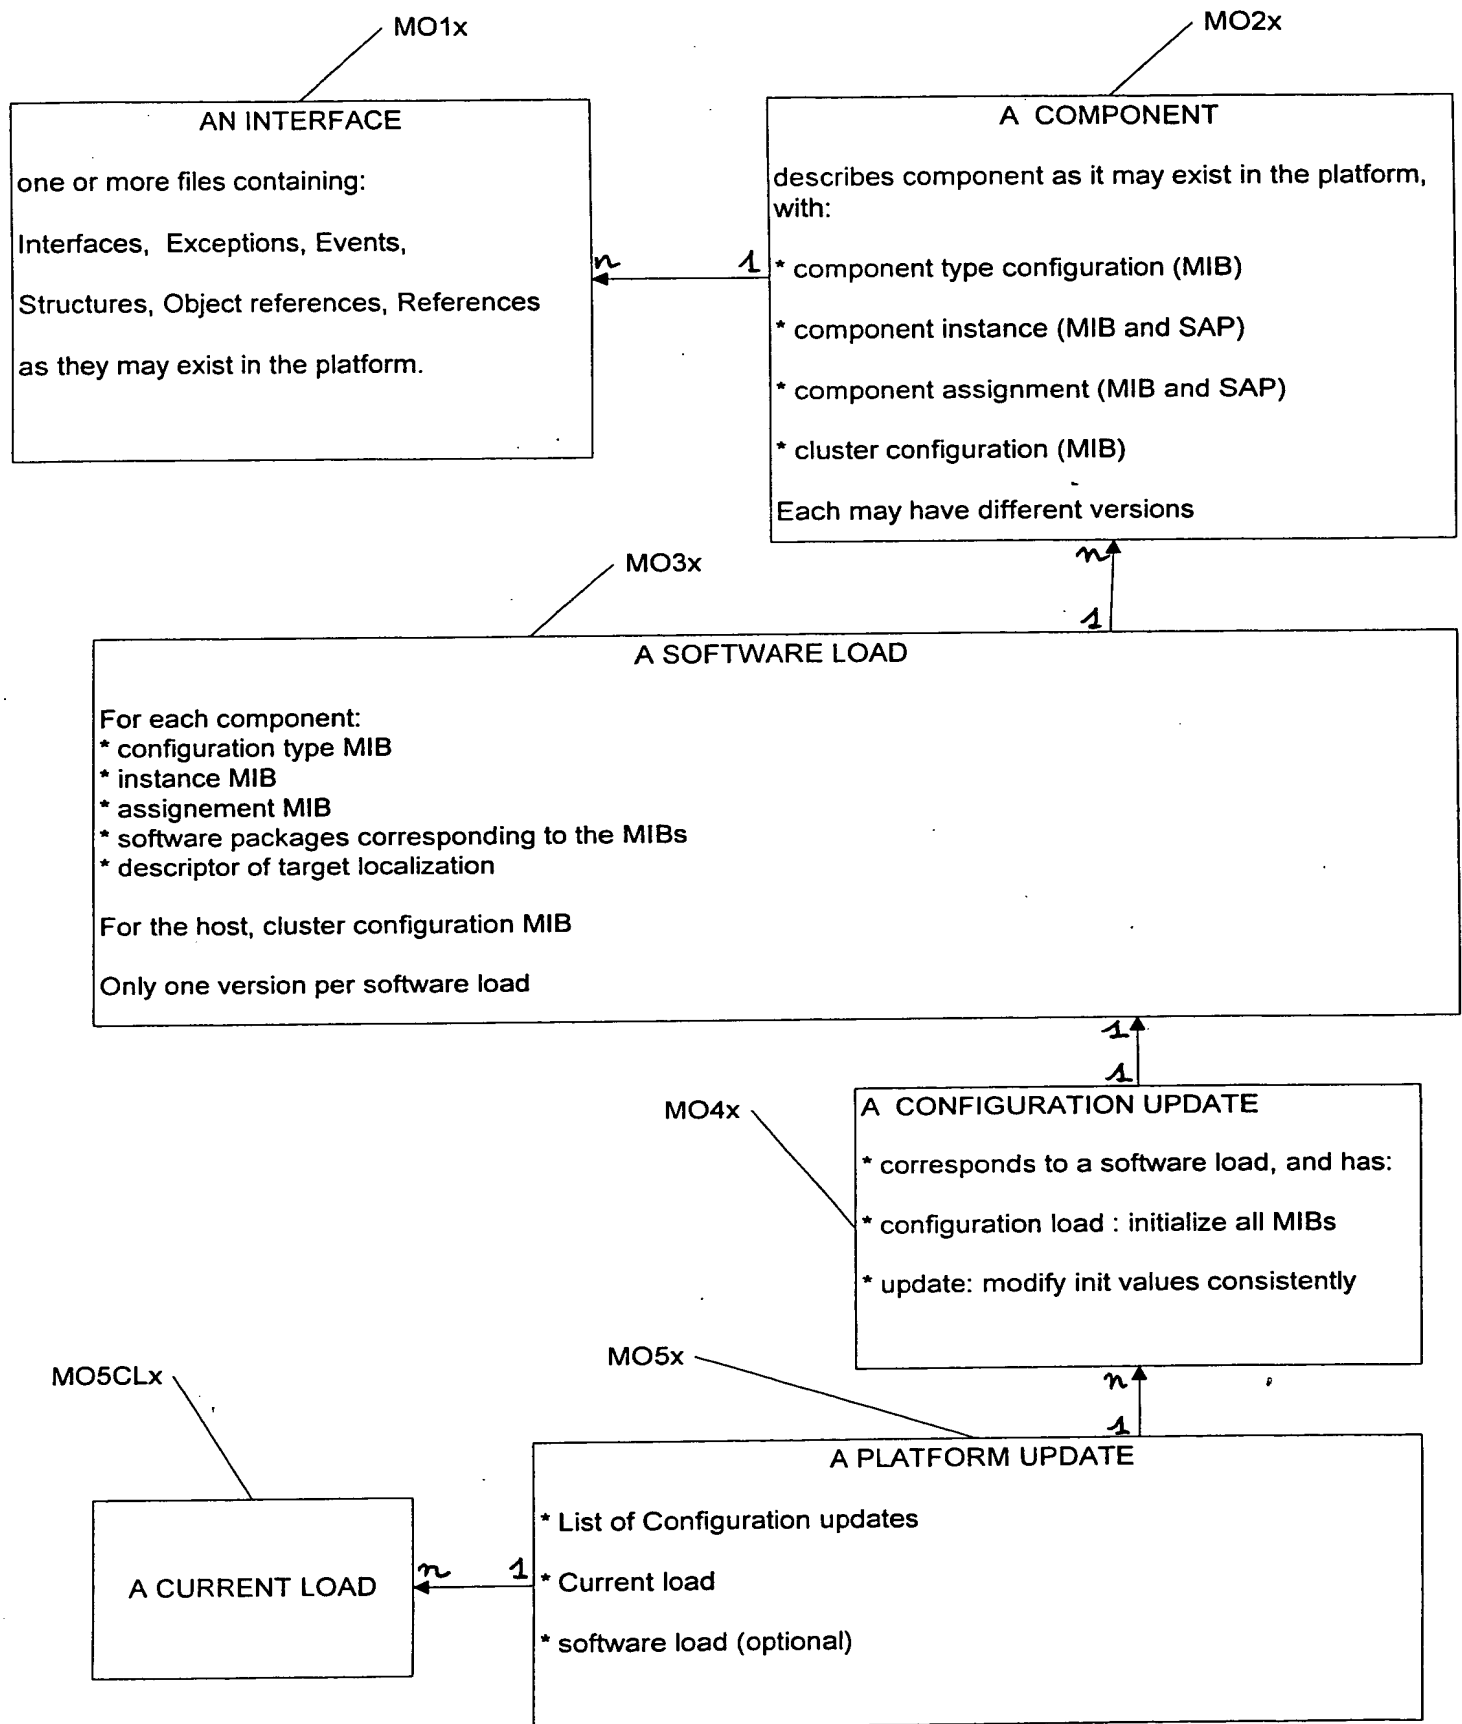 MO1x
MO2x
AN INTERFACE
one or more files containing:
Interfaces, Exceptions, Events,
Structures, Object references, References
as they may exist in the platform.
n
1
A COMPONENT
describes component as it may exist in the platform,
with:
* component type configuration (MIB)
* component instance (MIB and SAP)
* component assignment (MIB and SAP)
* cluster configuration (MIB)
Each may have different versions
n
1
MO3x
A SOFTWARE LOAD
For each component:
* configuration type MIB
* instance MIB
* assignement MIB
* software packages corresponding to the MIBs
* descriptor of target localization
For the host, cluster configuration MIB
Only one version per software load
1
1
MO4x
A CONFIGURATION UPDATE
* corresponds to a software load, and has:
* configuration load : initialize all MIBs
* update: modify init values consistently
n
1
MO5x
MO5CLx
A PLATFORM UPDATE
* List of Configuration updates
* Current load
* software load (optional)
n
1
A CURRENT LOAD